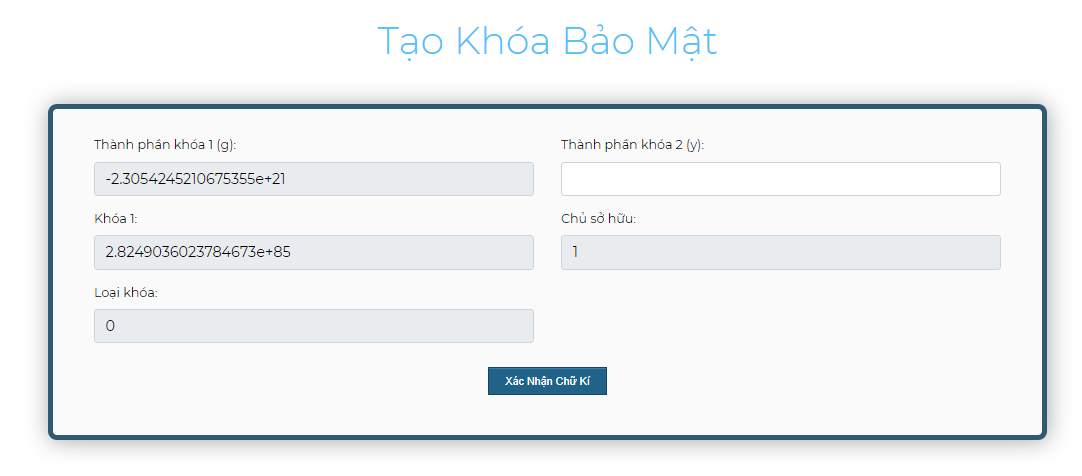 Tạo Khóa Bảo Mật
Thành phần khóa 1 (g):
Thành phần khóa 2 (y):
-2.3054245210675355e+21
Khóa 1:
Chủ sở hữu:
2.8249036023784673e+85
1
Loại khóa:
0
Xác Nhận Chữ Kí